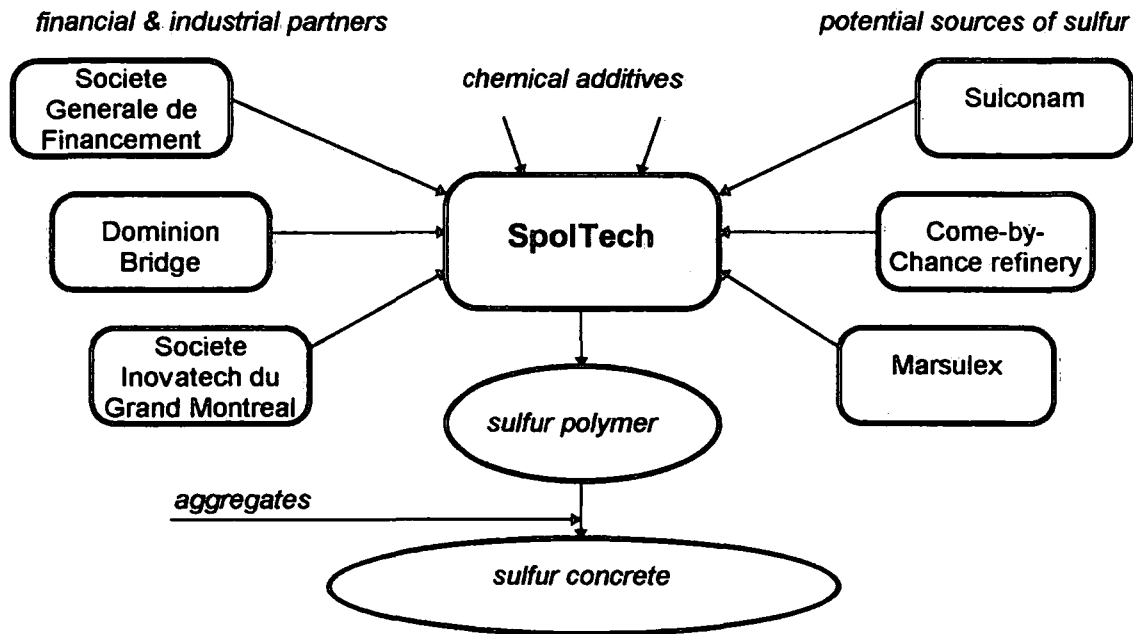 financial & industrial partners
potential sources of sulfur
chemical additives
Societe
Generale de
Financement
Sulconam
Dominion
Bridge
SpolTech
Come-by-
Chance refinery
Societe
Inovatech du
Grand Montreal
Marsulex
sulfur polymer
aggregates
sulfur concrete